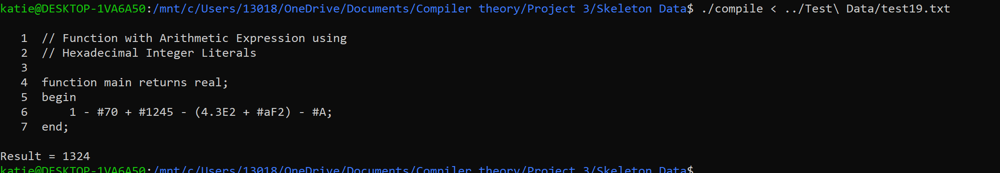 katie@DESKTOP-1VA6A50:/mnt/c/Users/13018/OneDrive/Documents/Compiler theory/Project 3/Skeleton Data$ ./compile < ../Test\ Data/test19.txt
1 // Function with Arithmetic Expression using
2 // Hexadecimal Integer Literals
3
4 function main returns real;
5 begin
6 1 - #70 + #1245 - (4.3E2 + #aF2) - #A;
7 end;
Result = 1324
katie@DESKTOP-1VA6A50:/mnt/c/Users/13018/OneDrive/Documents/Compiler theory/Project 3/Skeleton Data$